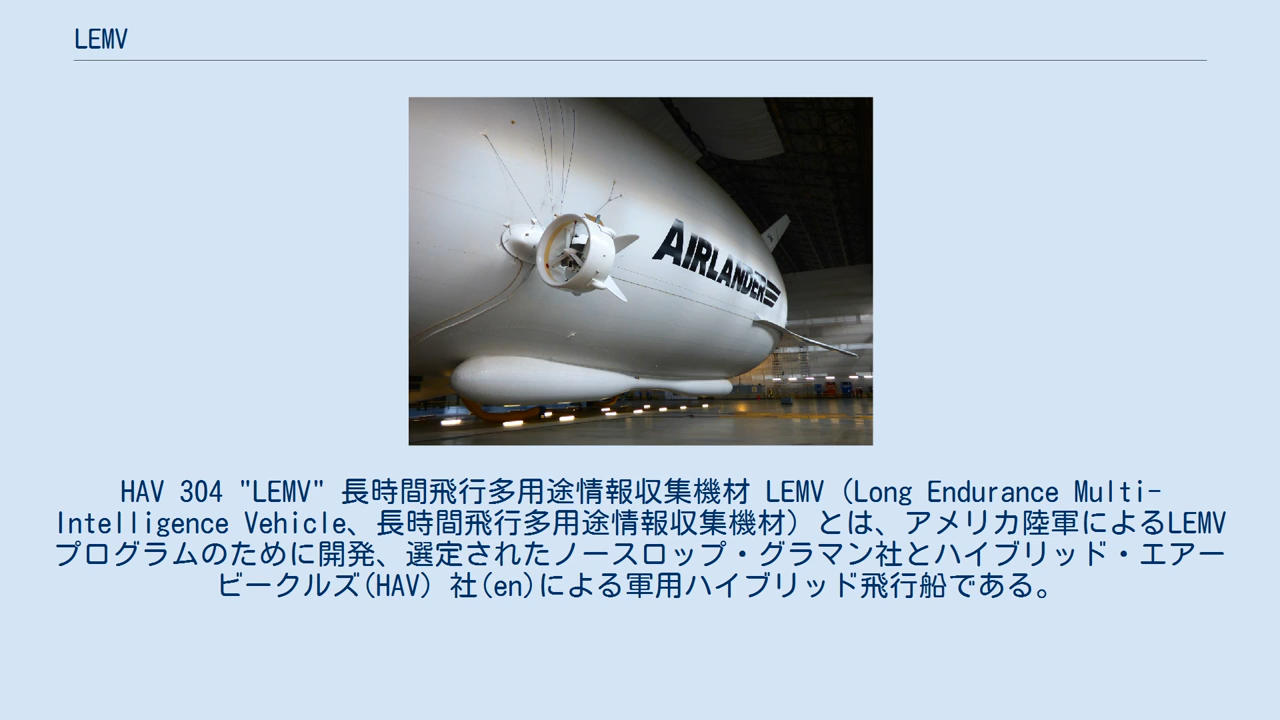 LEMV
AIRLANDER
HAV 304 "LEMV" 長時間飛行多用途情報収集機材 LEMV (Long Endurance Multi-
Intelligence Vehicle、長時間飛行多用途情報収集機材) とは、アメリカ陸軍によるLEMV
プログラムのために開発、選定されたノースロップ・グラマン社とハイブリッド・エアー
ビークルズ(HAV) 社(en)による軍用ハイブリッド飛行船である。